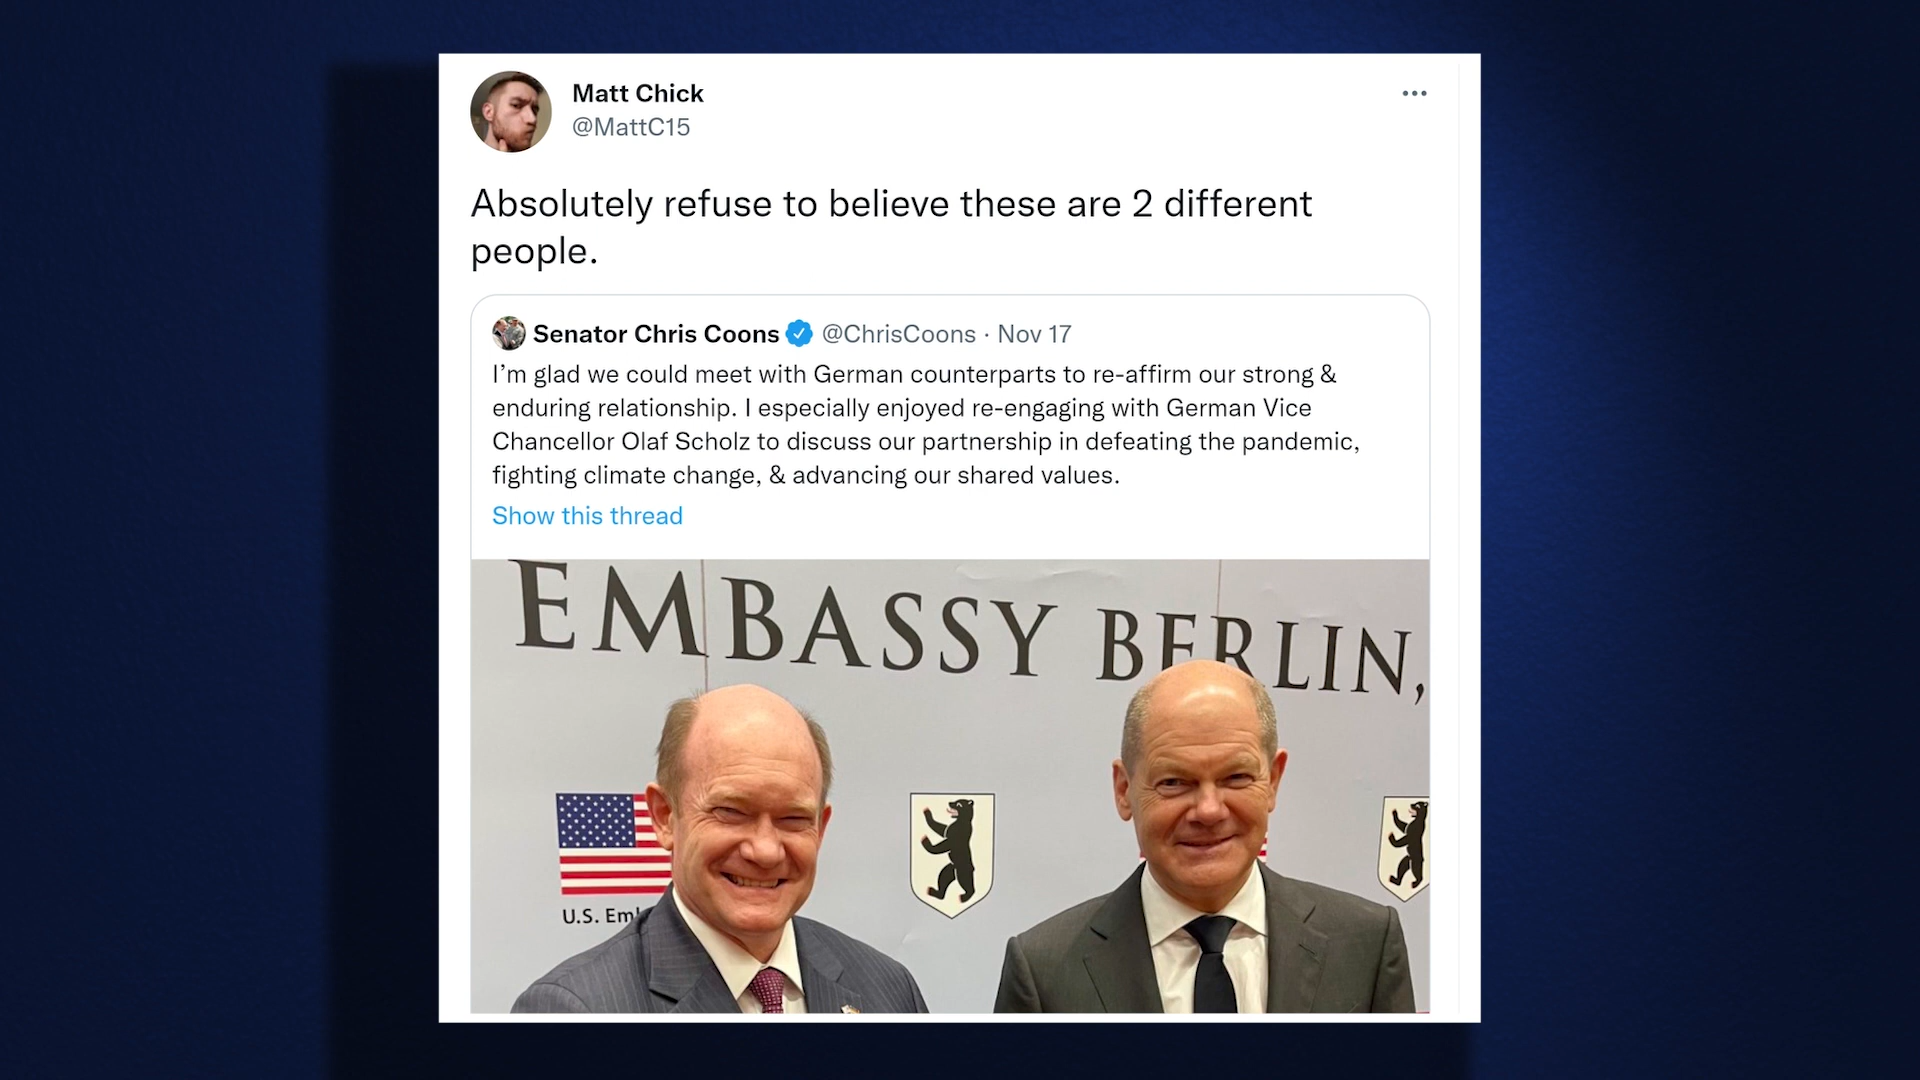 Matt Chick
@MattC15
Absolutely refuse to believe these are 2 different
people.
Senator Chris Coons @ChrisCoons · Nov 17
I’m glad we could meet with German counterparts to re-affirm our strong &
enduring relationship. I especially enjoyed re-engaging with German Vice
Chancellor Olaf Scholz to discuss our partnership in defeating the pandemic,
fighting climate change, & advancing our shared values.
Show this thread
EMBASSY BERLIN,
U.S. Em